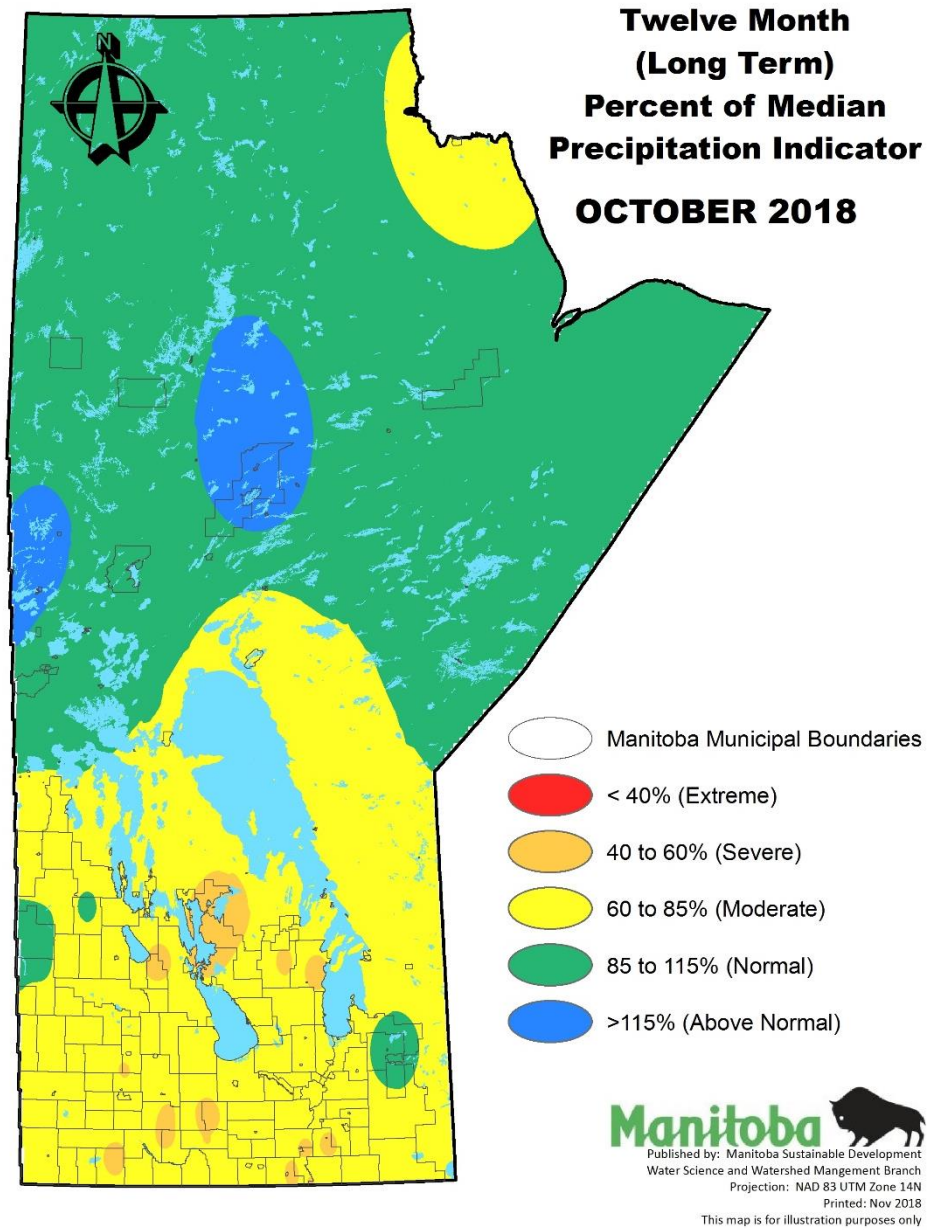 Twelve Month
(Long Term)
Percent of Median
Precipitation Indicator
OCTOBER 2018
N
Manitoba Municipal Boundaries
< 40% (Extreme)
40 to 60% (Severe)
60 to 85% (Moderate)
85 to 115% (Normal)
>115% (Above Normal)
Manitoba
Published by: Manitoba Sustainable Development
Water Science and Watershed Mangement Branch
Projection: NAD 83 UTM Zone 14N
Printed: Nov 2018
This map is for illustration purposes only